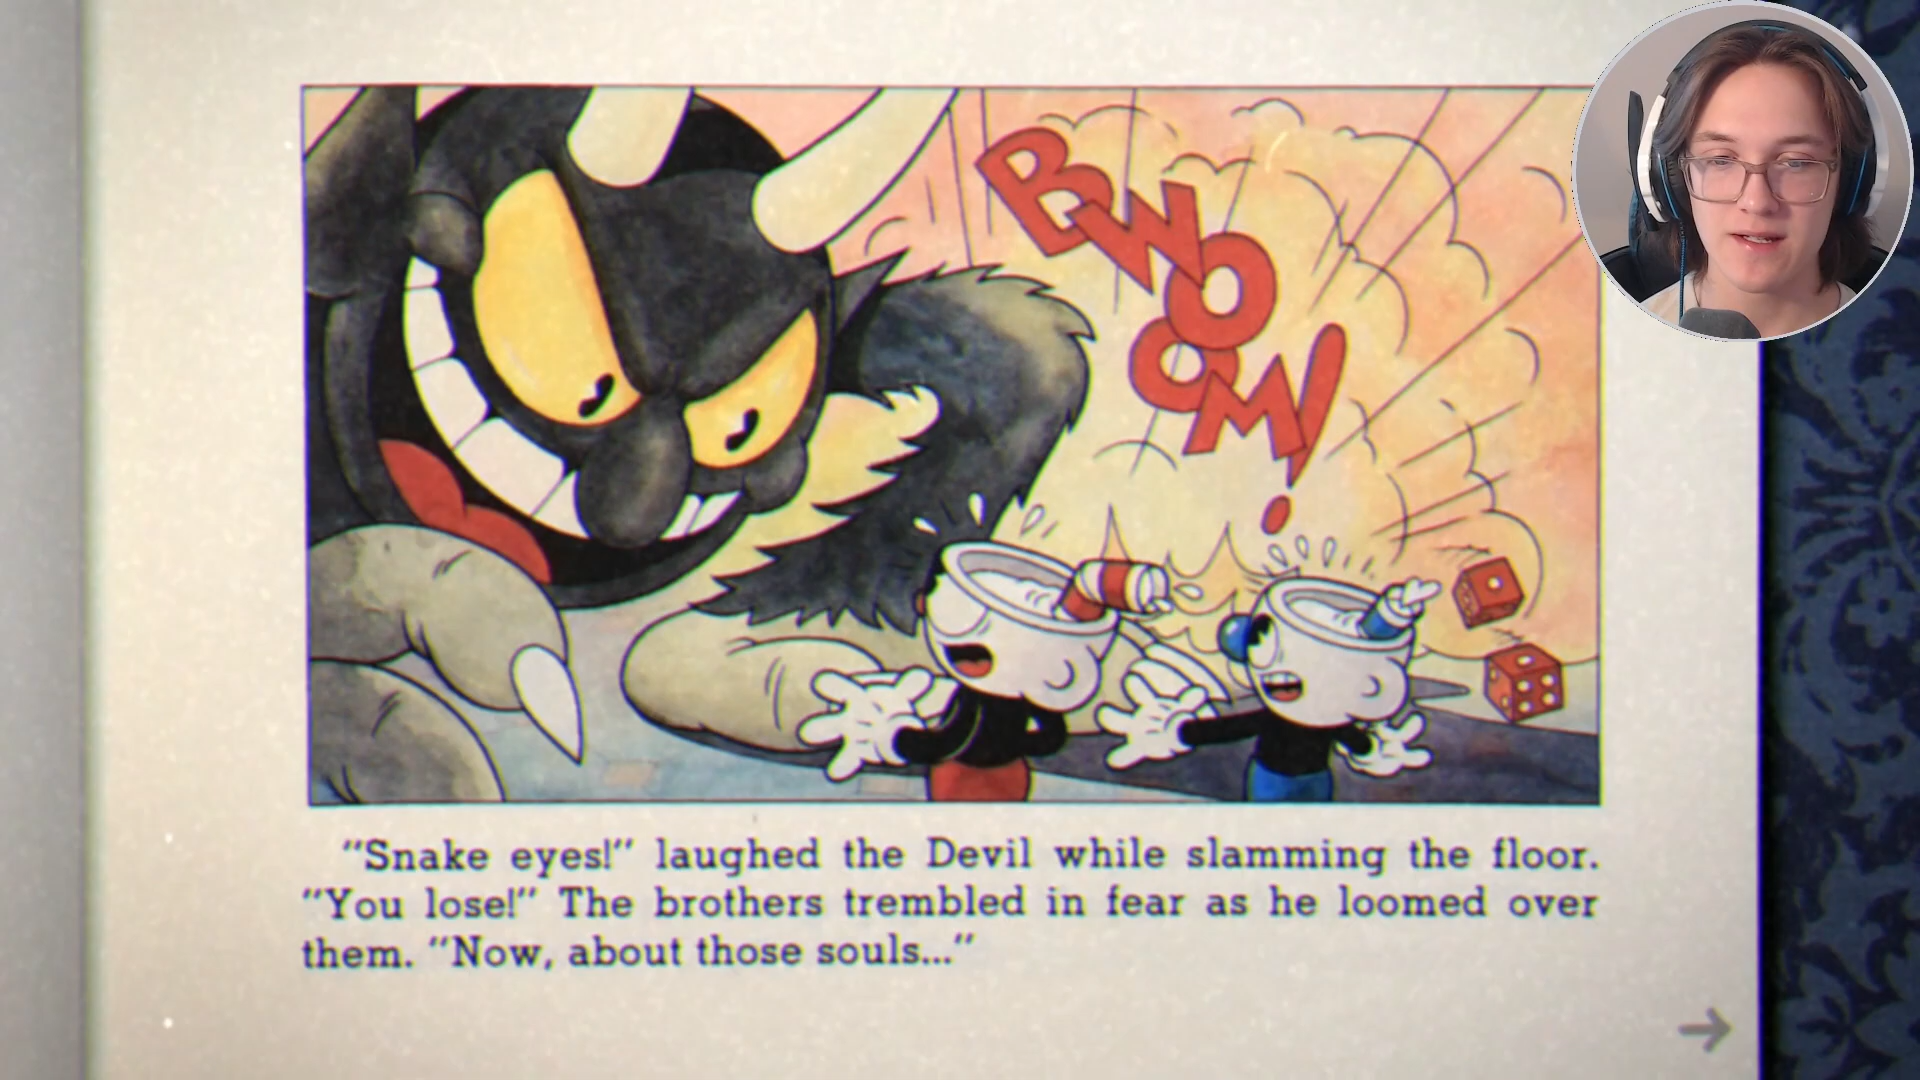 BWOOM!
“Snake eyes!” laughed the Devil while slamming the floor.
“You lose!” The brothers trembled in fear as he loomed over
them. “Now, about those souls...”